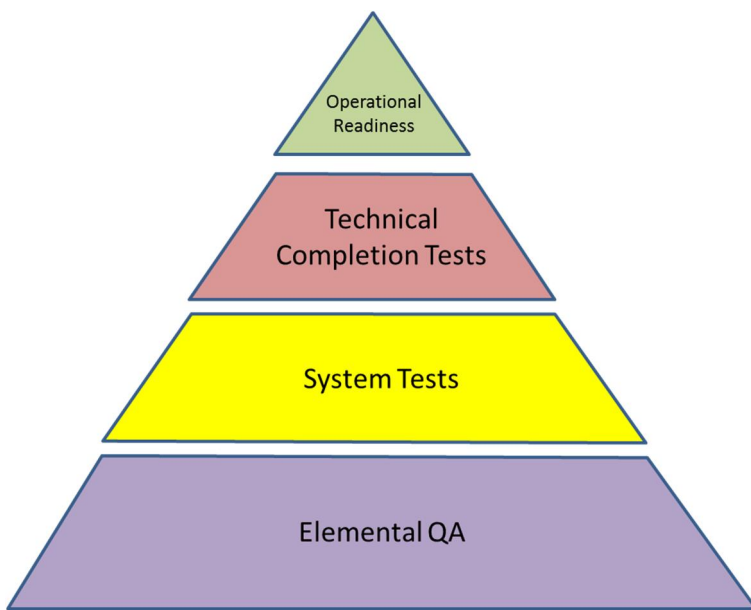 Operational
Readiness
Technical
Completion Tests
System Tests
Elemental QA